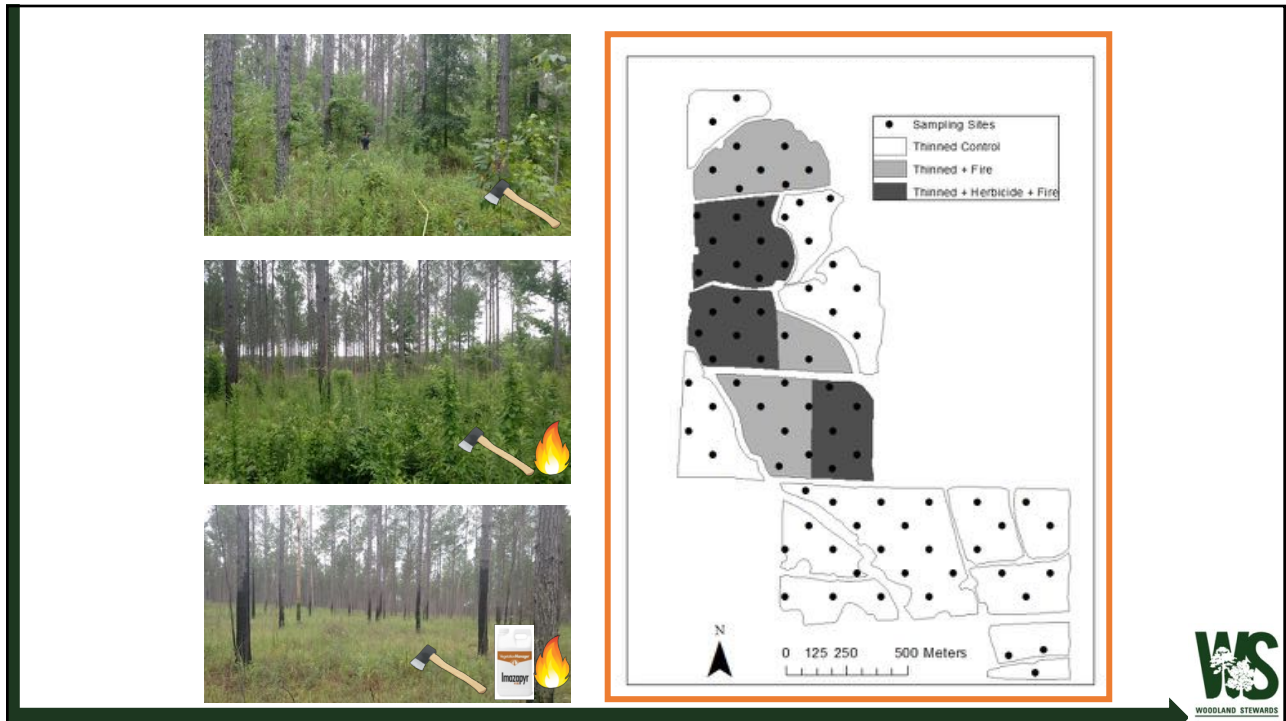 Sampling Sites
Thinned Control
Thinned + Fire
Thinned + Herbicide + Fire
N
0 125 250 500 Meters
Imazapyr
WS
WOODLAND STEWARDS